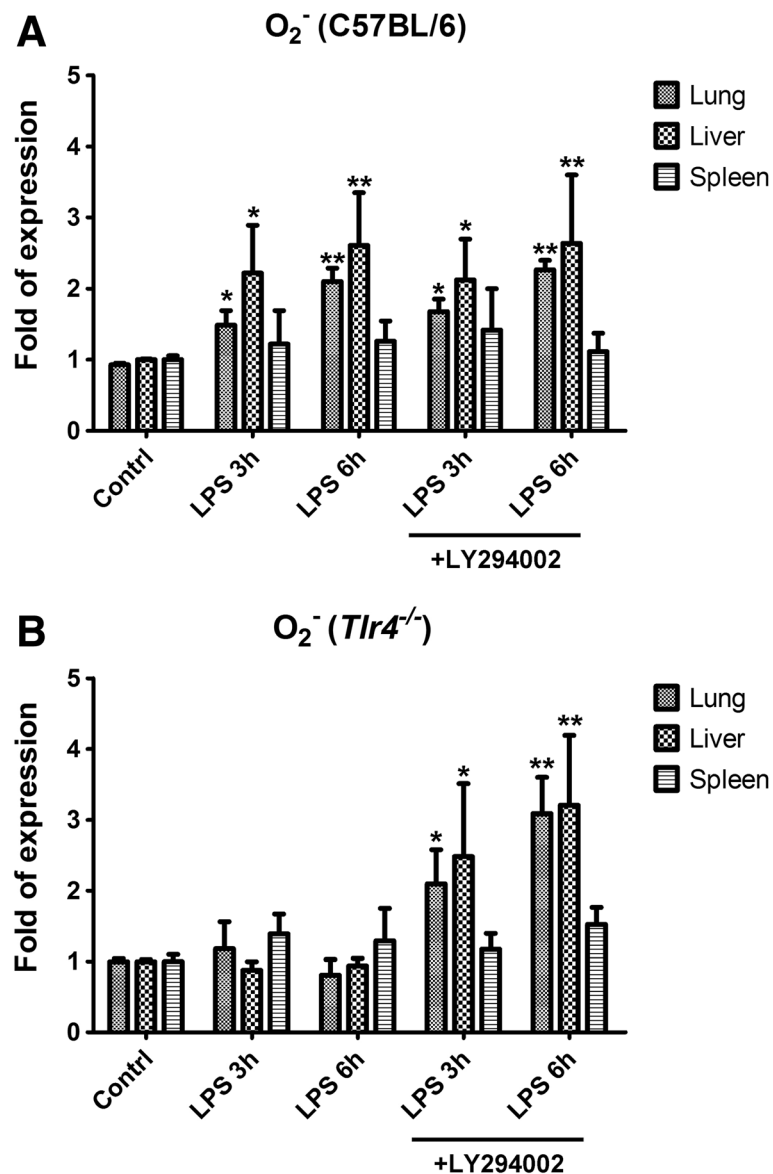 A
O₂⁻ (C57BL/6)
5
4
3
2
1
0
Fold of expression
* * ** ** * * ** **
Lung
Liver
Spleen
Contrl
LPS 3h
LPS 6h
LPS 3h
LPS 6h
+LY294002
B
O₂⁻ (Tlr4⁻/⁻)
5
4
3
2
1
0
Fold of expression
* * ** **
Lung
Liver
Spleen
Contrl
LPS 3h
LPS 6h
LPS 3h
LPS 6h
+LY294002